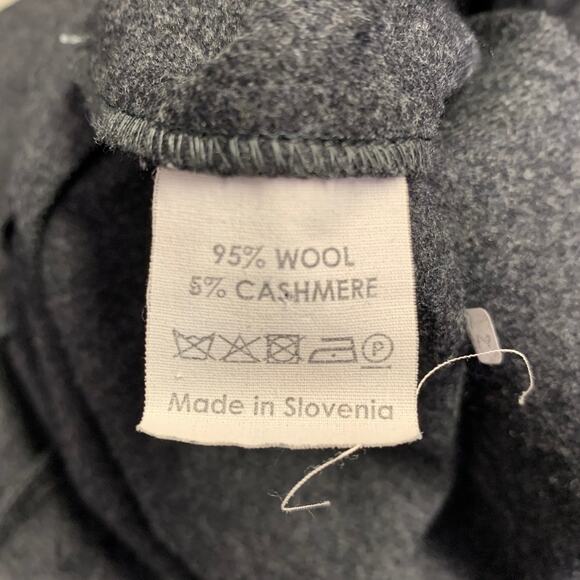 95% WOOL
5% CASHMERE
P
Made in Slovenia